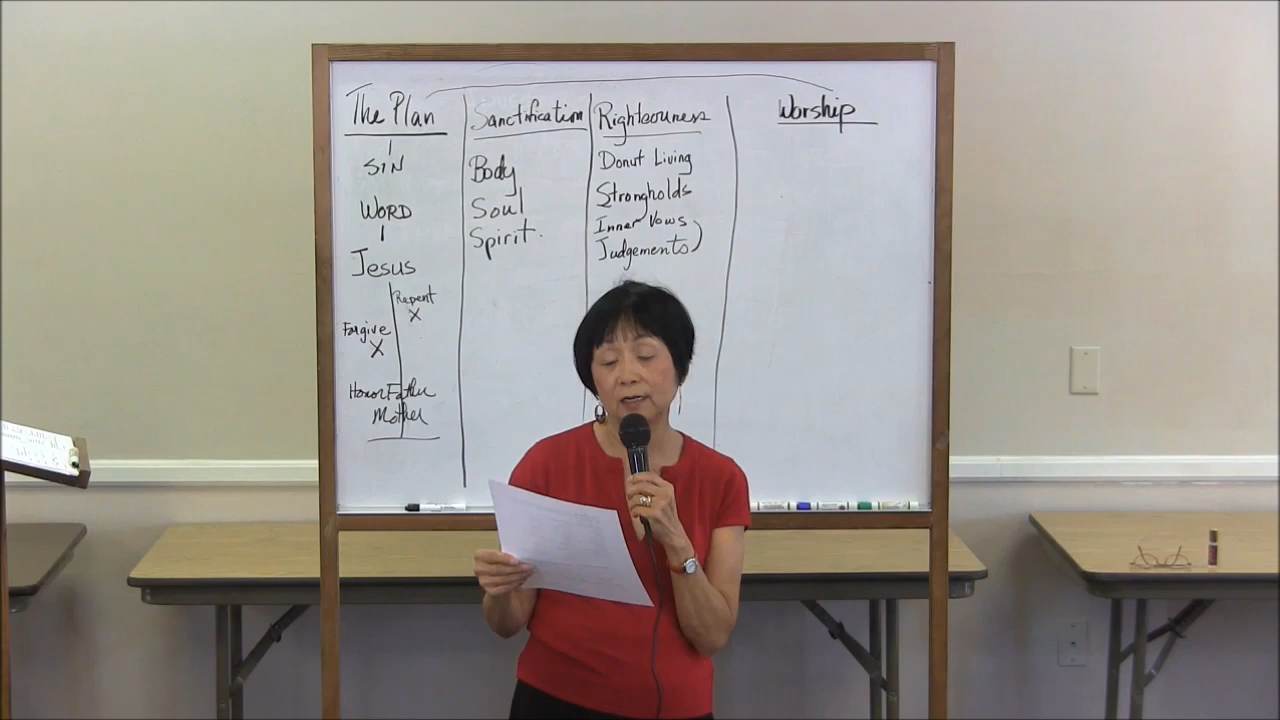 The Plan
SIN
WORD
Jesus
Repent
X
Forgive
X
Honor Father
Mother
Sanctification
Body
Soul
Spirit.
Righteouness
Donut Living
Strongholds
Inner Vows
Judgements)
Worship